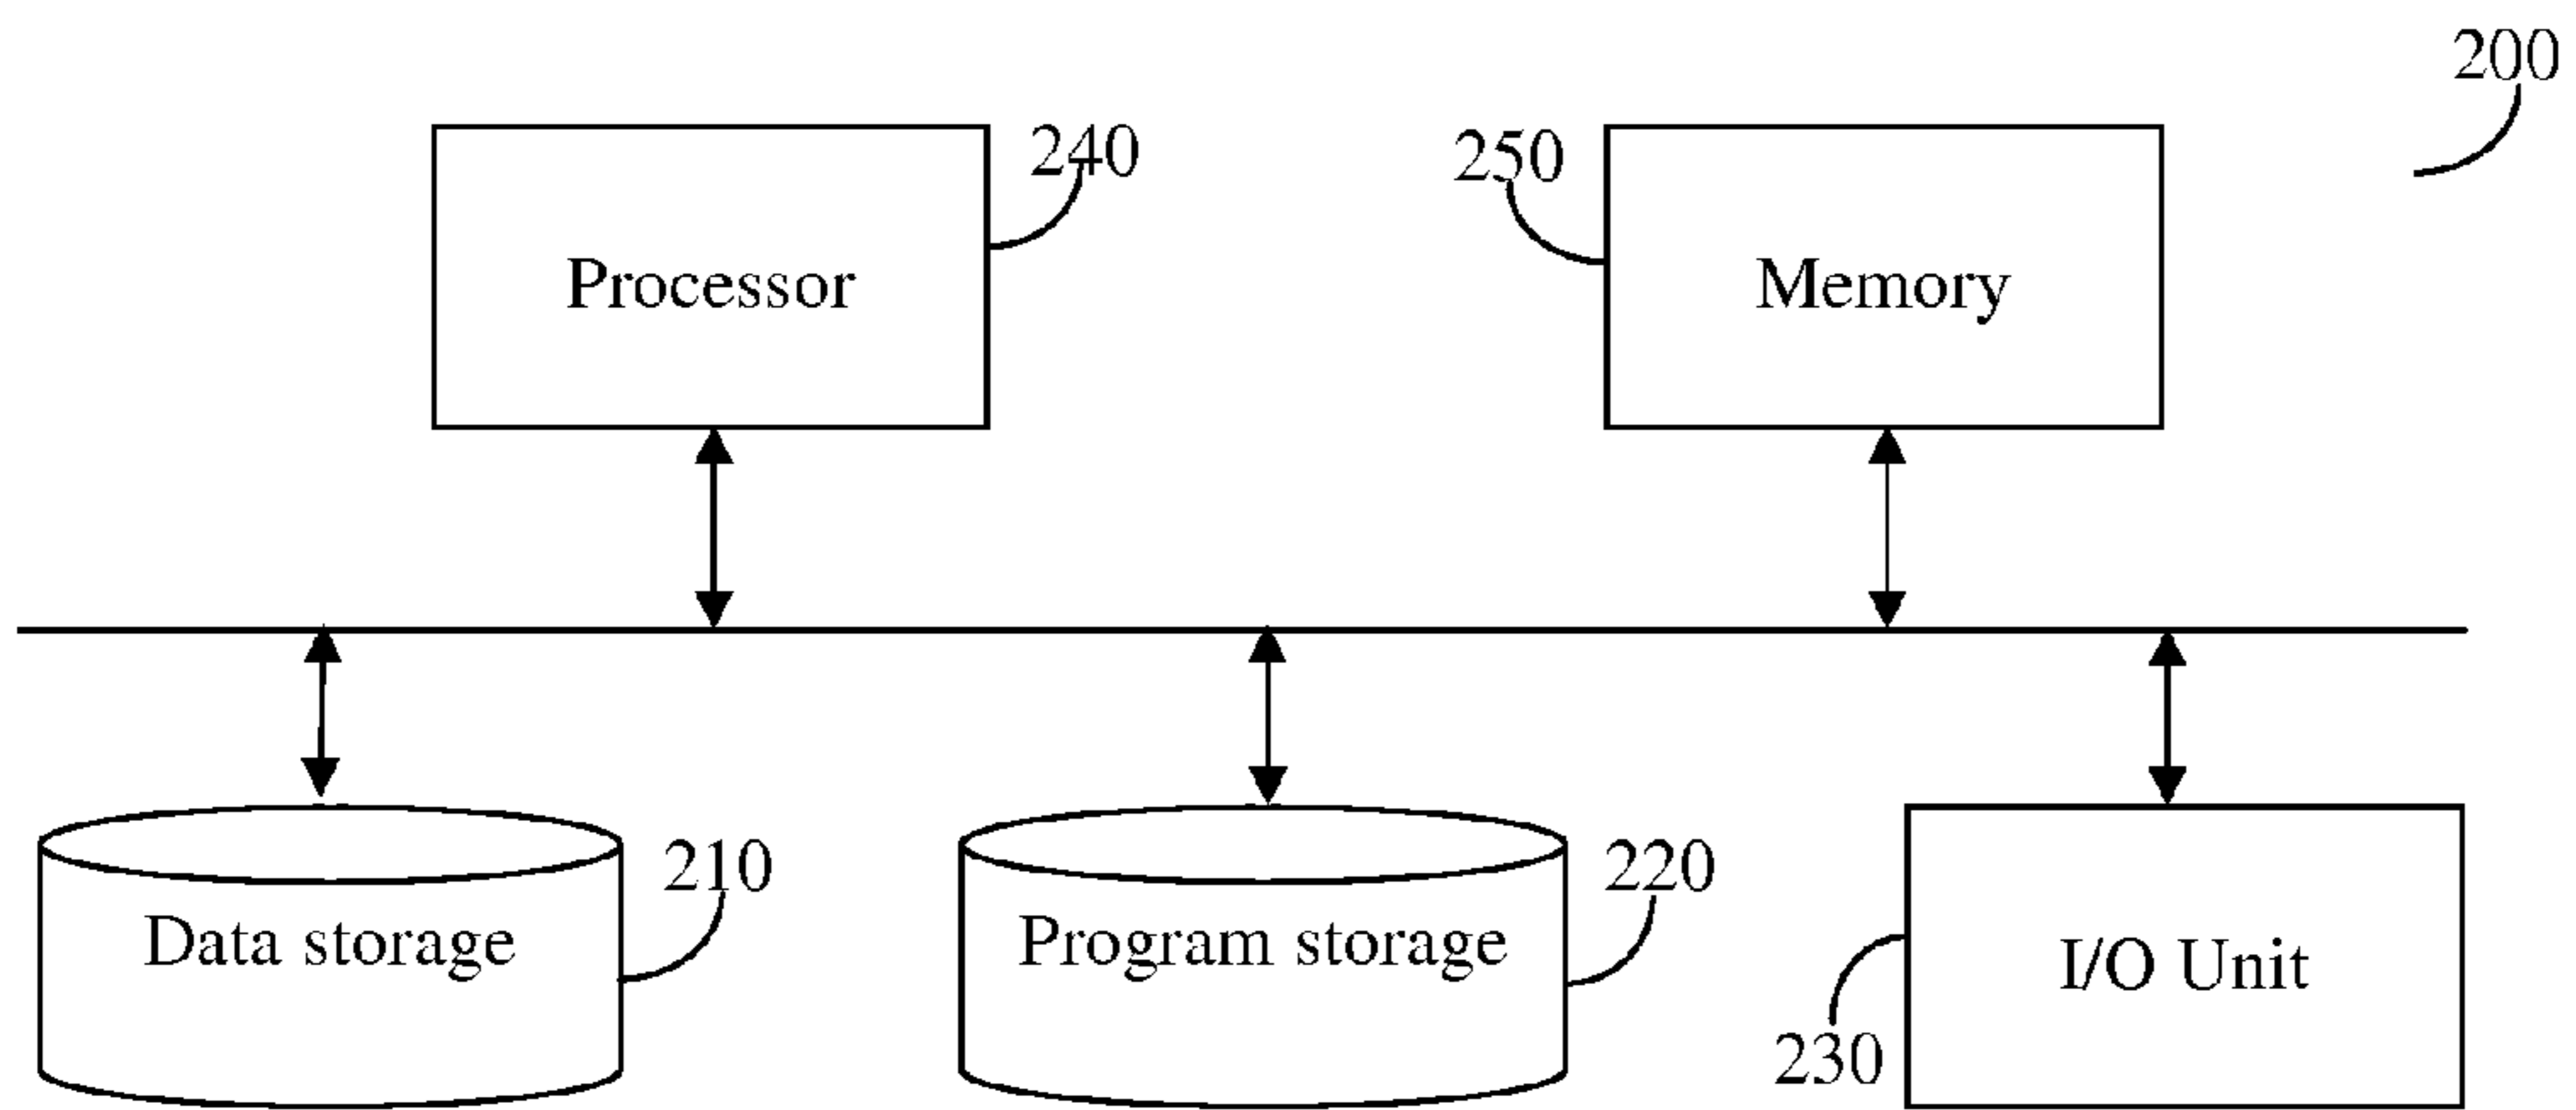 200
240
250
Processor
Memory
210
220
Data storage
Program storage
I/O Unit
230